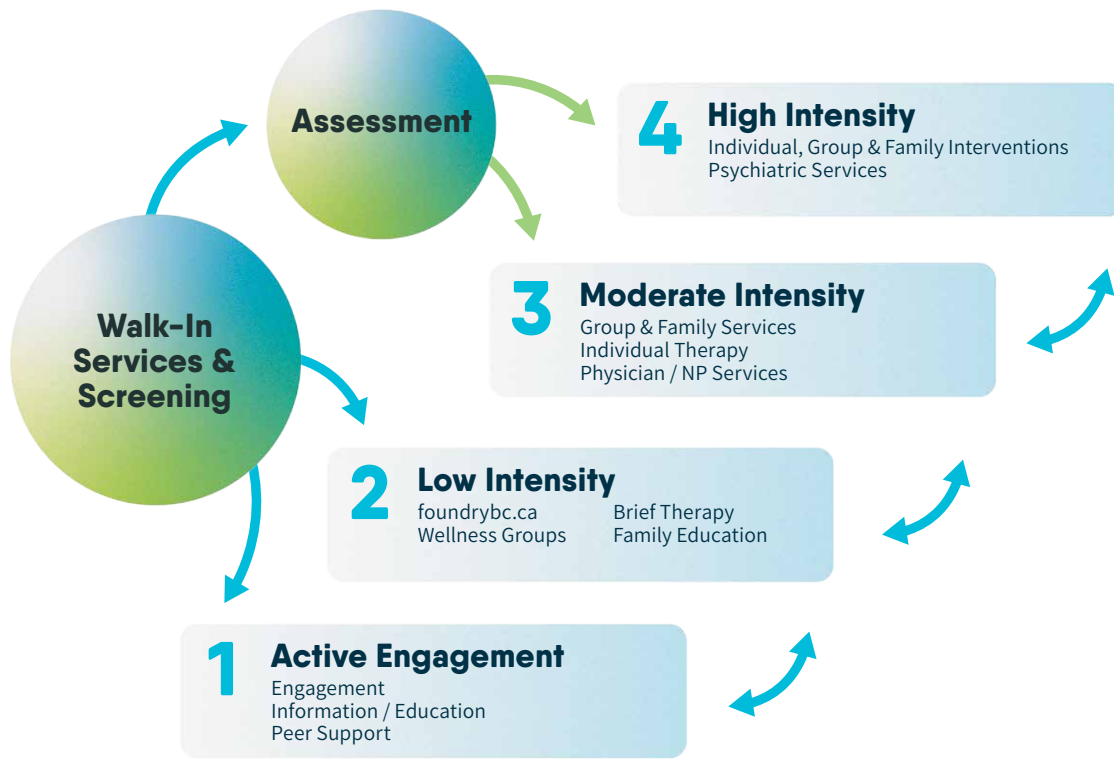 Assessment
4
High Intensity
Individual, Group & Family Interventions
Psychiatric Services
Walk-In
Services &
Screening
3
Moderate Intensity
Group & Family Services
Individual Therapy
Physician / NP Services
2
Low Intensity
foundrybc.ca
Wellness Groups
Brief Therapy
Family Education
1
Active Engagement
Engagement
Information / Education
Peer Support